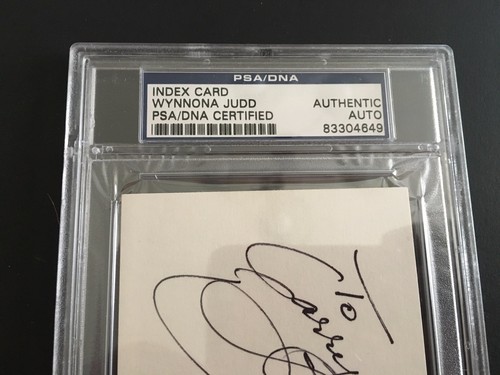 PSA/DNA
INDEX CARD
WYNNONA JUDD
PSA/DNA CERTIFIED
AUTHENTIC
AUTO
83304649
To